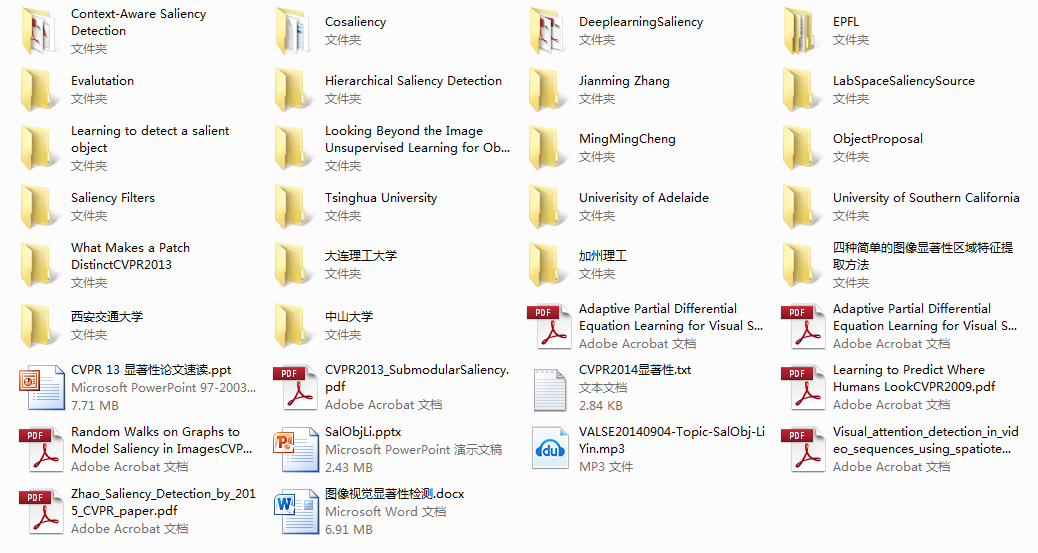 Context-Aware Saliency
Detection
文件夹
Cosaliency
文件夹
DeeplearningSaliency
文件夹
EPFL
文件夹
Evalutation
文件夹
Hierarchical Saliency Detection
文件夹
Jianming Zhang
文件夹
LabSpaceSaliencySource
文件夹
Learning to detect a salient
object
文件夹
Looking Beyond the Image
Unsupervised Learning for Ob...
文件夹
MingMingCheng
文件夹
ObjectProposal
文件夹
Saliency Filters
文件夹
Tsinghua University
文件夹
Univerisity of Adelaide
文件夹
Univeristy of Southern California
文件夹
What Makes a Patch
DistinctCVPR2013
文件夹
大连理工大学
文件夹
加州理工
文件夹
四种简单的图像显著性区域特征提
取方法
文件夹
西安交通大学
文件夹
中山大学
文件夹
PDF
Adaptive Partial Differential
Equation Learning for Visual S...
Adobe Acrobat 文档
PDF
Adaptive Partial Differential
Equation Learning for Visual S...
Adobe Acrobat 文档
CVPR 13 显著性论文速读.ppt
Microsoft PowerPoint 97-2003...
7.71 MB
PDF
CVPR2013_SubmodularSaliency.
pdf
Adobe Acrobat 文档
CVPR2014显著性.txt
文本文档
2.84 KB
PDF
Learning to Predict Where
Humans LookCVPR2009.pdf
Adobe Acrobat 文档
PDF
Random Walks on Graphs to
Model Saliency in ImagesCVP...
Adobe Acrobat 文档
SalObjLi.pptx
Microsoft PowerPoint 演示文稿
2.43 MB
VALSE20140904-Topic-SalObj-Li
Yin.mp3
MP3 文件
PDF
Visual_attention_detection_in_vid
eo_sequences_using_spatiote...
Adobe Acrobat 文档
PDF
Zhao_Saliency_Detection_by_201
5_CVPR_paper.pdf
Adobe Acrobat 文档
图像视觉显著性检测.docx
Microsoft Word 文档
6.91 MB